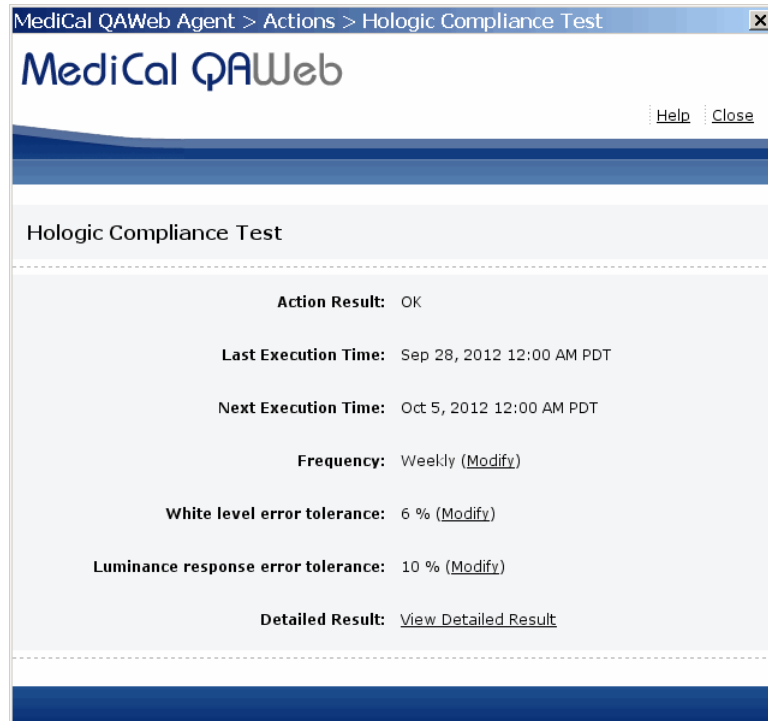 MediCal QAWeb Agent > Actions > Hologic Compliance Test
MediCal QAWeb
Help Close
Hologic Compliance Test
Action Result: OK
Last Execution Time: Sep 28, 2012 12:00 AM PDT
Next Execution Time: Oct 5, 2012 12:00 AM PDT
Frequency: Weekly (Modify)
White level error tolerance: 6 % (Modify)
Luminance response error tolerance: 10 % (Modify)
Detailed Result: View Detailed Result